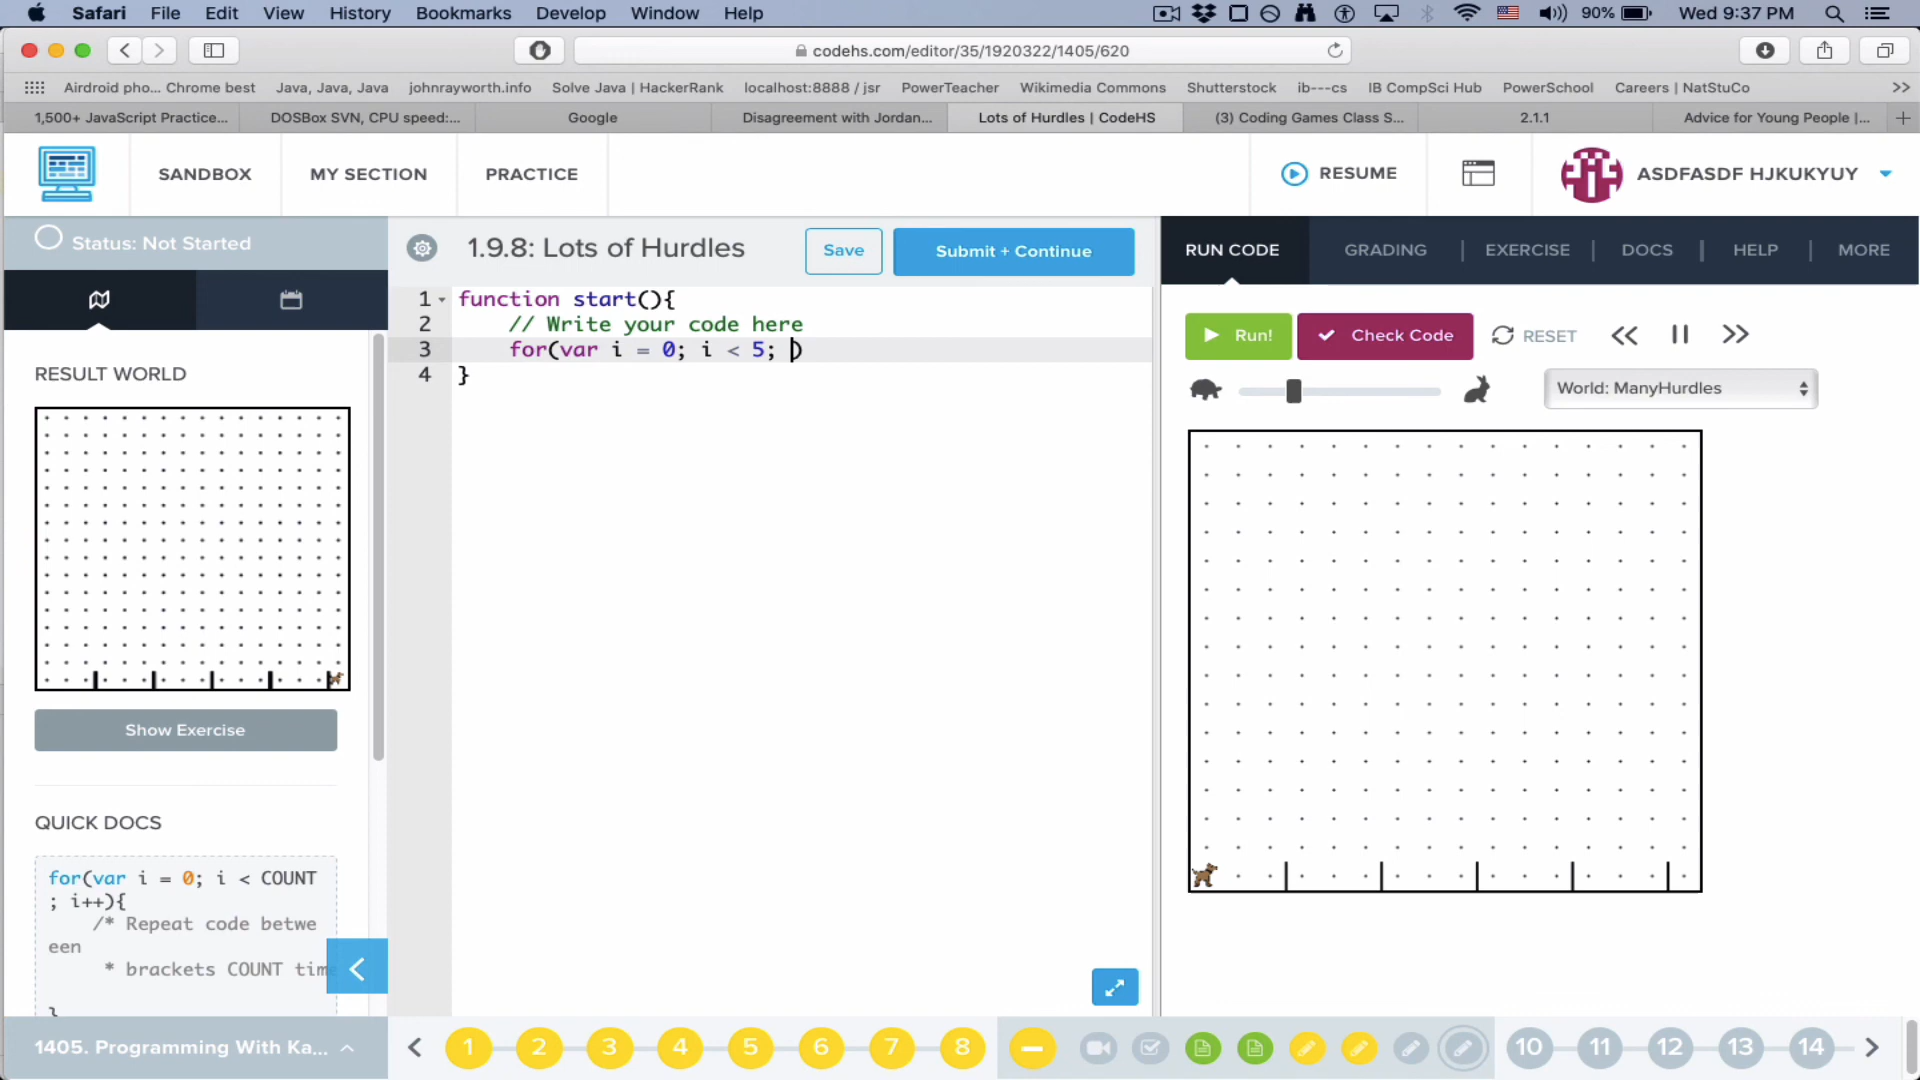 Safari File Edit View History Bookmarks Develop Window Help 90% Wed 9:37 PM
codehs.com/editor/35/1920322/1405/620
Airdroid pho... Chrome best Java, Java, Java johnrayworth.info Solve Java | HackerRank localhost:8888 / jsr PowerTeacher Wikimedia Commons Shutterstock ib---cs IB CompSci Hub PowerSchool Careers | NatStuCo >>
1,500+ JavaScript Practice... DOSBox SVN, CPU speed:... Google Disagreement with Jordan... Lots of Hurdles | CodeHS (3) Coding Games Class S... 2.1.1 Advice for Young People |... +
SANDBOX MY SECTION PRACTICE RESUME ASDFASDF HJKUKYUY
Status: Not Started
1.9.8: Lots of Hurdles
Save
Submit + Continue
RUN CODE GRADING | EXERCISE | DOCS | HELP | MORE
1 function start(){
2 // Write your code here
3 for(var i = 0; i < 5; )
4 }
Run!
Check Code
RESET
World: ManyHurdles
RESULT WORLD
Show Exercise
QUICK DOCS
for(var i = 0; i < COUNT
; i++){
/* Repeat code betwe
een
* brackets COUNT tim
}
1405. Programming With Ka...
1 2 3 4 5 6 7 8 10 11 12 13 14